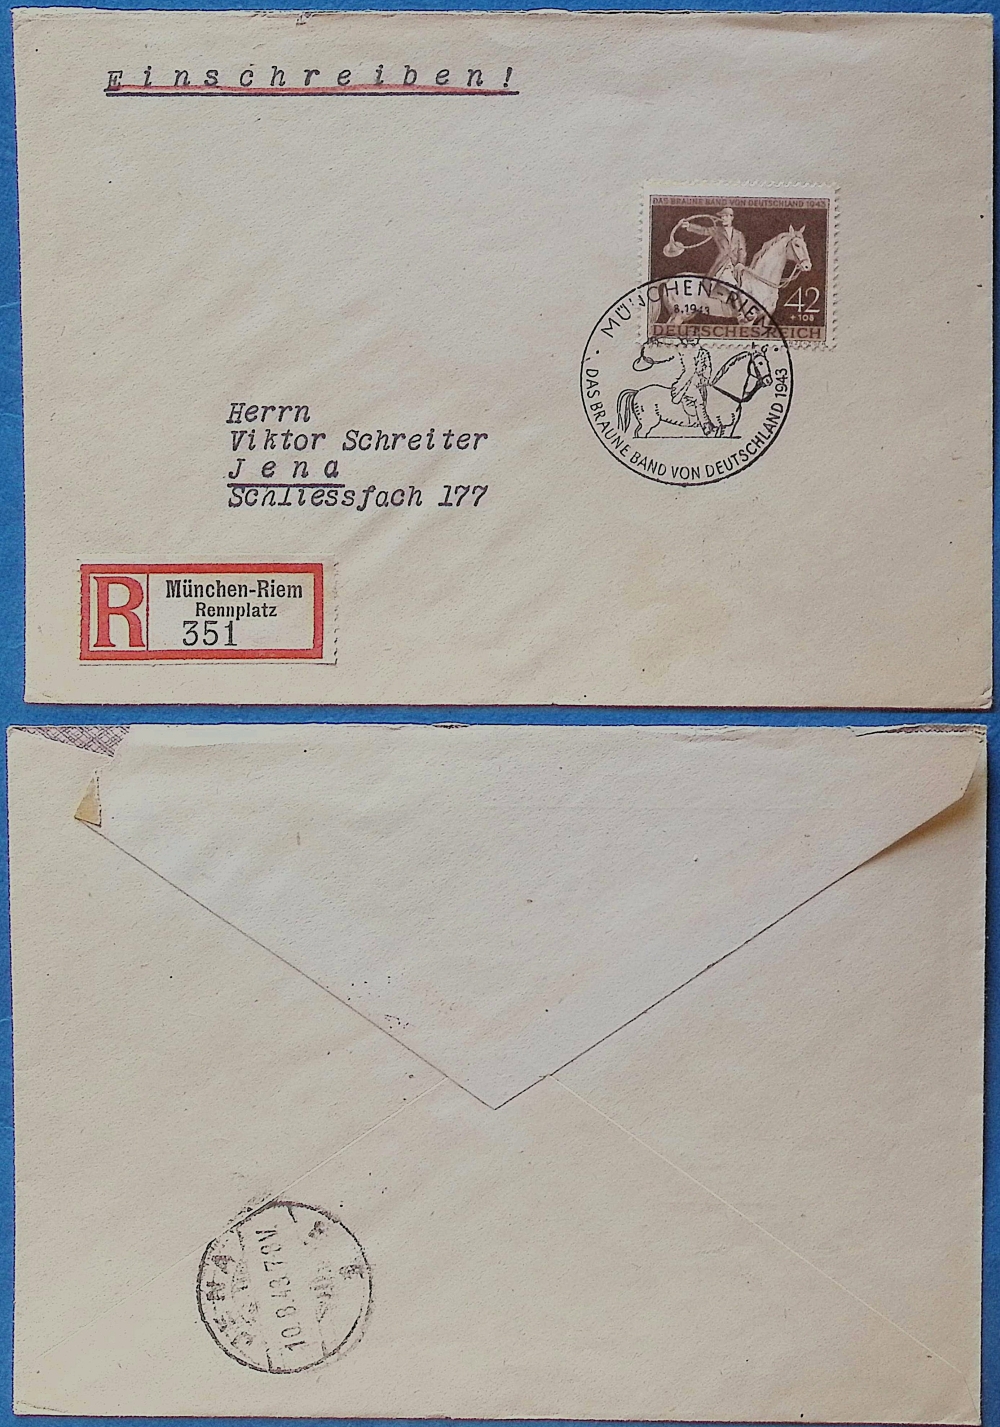 Einschreiben!
DAS BRAUNE BAND VON DEUTSCHLAND 1943
42
+ 108
DEUTSCHES REICH
MÜNCHEN-RIEM
8.1943
DAS BRAUNE BAND VON DEUTSCHLAND 1943
Herrn
Viktor Schreiter
Jena
Schliessfach 177
R
München-Riem
Rennplatz
351
JENA
10.8.43